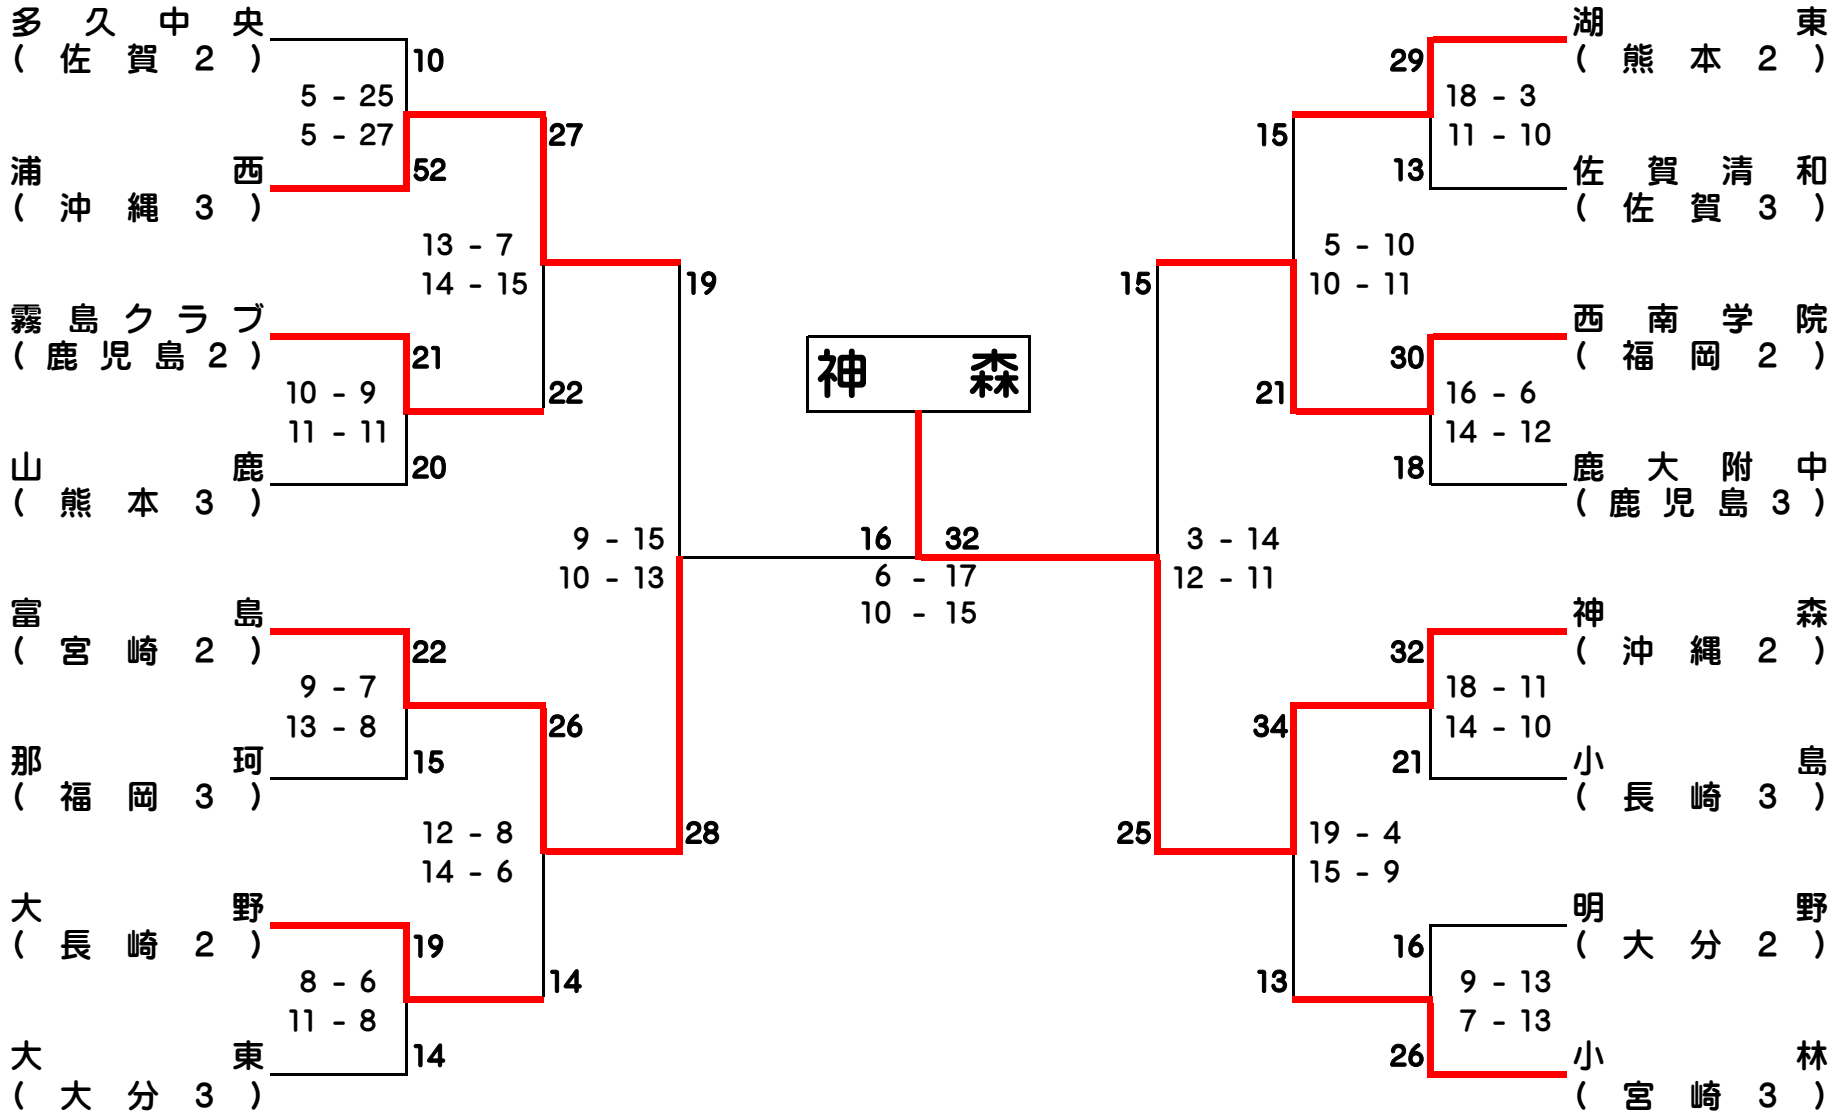 多久中央
(佐賀2)
10
5 - 25
5 - 27
浦西
(沖縄3)
52
27
13 - 7
14 - 15
霧島クラブ
(鹿児島2)
21
10 - 9
11 - 11
山鹿
(熊本3)
20
22
19
9 - 15
10 - 13
富島
(宮崎2)
22
9 - 7
13 - 8
那珂
(福岡3)
15
26
12 - 8
14 - 6
大野
(長崎2)
19
8 - 6
11 - 8
大東
(大分3)
14
14
28
神森
16 32
6 - 17
10 - 15
湖東
(熊本2)
29
18 - 3
11 - 10
佐賀清和
(佐賀3)
13
15
5 - 10
10 - 11
西南学院
(福岡2)
30
16 - 6
14 - 12
鹿大附中
(鹿児島3)
18
21
15
3 - 14
12 - 11
神森
(沖縄2)
32
18 - 11
14 - 10
小島
(長崎3)
21
34
19 - 4
15 - 9
明野
(大分2)
16
9 - 13
7 - 13
小林
(宮崎3)
26
13
25